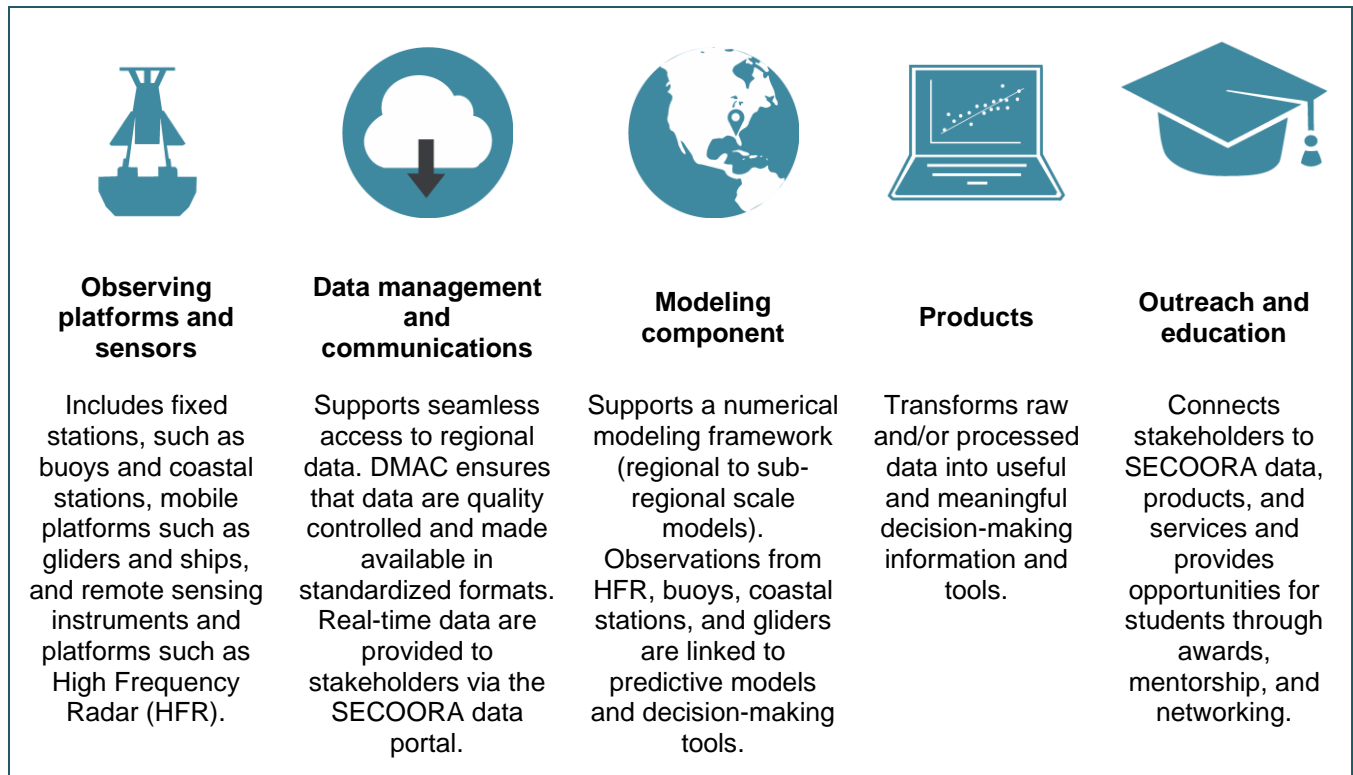 Observing
platforms and
sensors
Includes fixed
stations, such as
buoys and coastal
stations, mobile
platforms such as
gliders and ships,
and remote sensing
instruments and
platforms such as
High Frequency
Radar (HFR).
Data management
and
communications
Supports seamless
access to regional
data. DMAC ensures
that data are quality
controlled and made
available in
standardized formats.
Real-time data are
provided to
stakeholders via the
SECOORA data
portal.
Modeling
component
Supports a numerical
modeling framework
(regional to sub-
regional scale
models).
Observations from
HFR, buoys, coastal
stations, and gliders
are linked to
predictive models
and decision-making
tools.
Products
Transforms raw
and/or processed
data into useful
and meaningful
decision-making
information and
tools.
Outreach and
education
Connects
stakeholders to
SECOORA data,
products, and
services and
provides
opportunities for
students through
awards,
mentorship, and
networking.